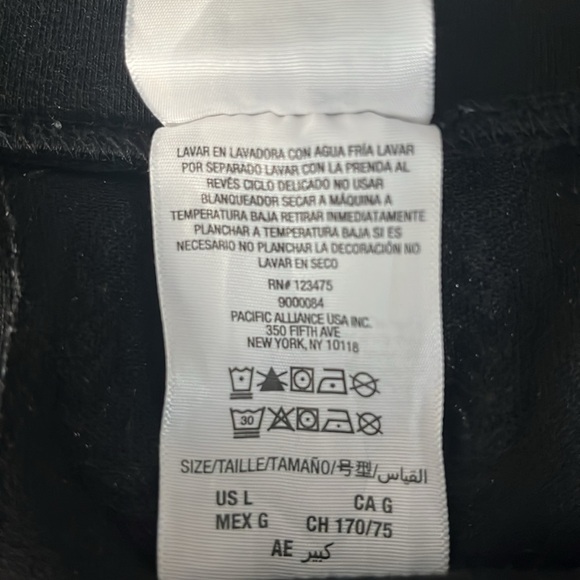 LAVAR EN LAVADORA CON AGUA FRÍA LAVAR
POR SEPARADO LAVAR CON LA PRENDA AL
REVÉS CICLO DELICADO NO USAR
BLANQUEADOR SECAR A MÁQUINA A
TEMPERATURA BAJA RETIRAR INMEDIATAMENTE
PLANCHAR A TEMPERATURA BAJA SI ES
NECESARIO NO PLANCHAR LA DECORACIÓN NO
LAVAR EN SECO
RN# 123475
9000084
PACIFIC ALLIANCE USA INC.
350 FIFTH AVE
NEW YORK, NY 10118
30
SIZE/TAILLE/TAMAÑO/号型/القياس
US L CA G
MEX G CH 170/75
AE كبير